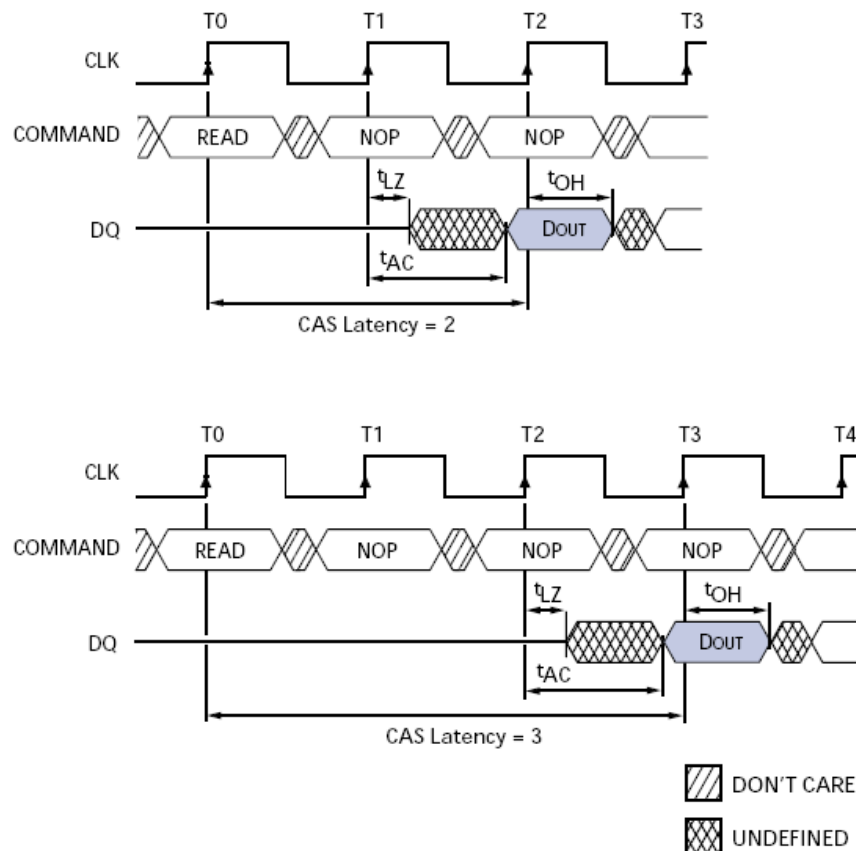 T0 T1 T2 T3
CLK
COMMAND READ NOP NOP
tLZ tOH
DQ DOUT
tAC
CAS Latency = 2
T0 T1 T2 T3 T4
CLK
COMMAND READ NOP NOP NOP
tLZ tOH
DQ DOUT
tAC
CAS Latency = 3
DON'T CARE
UNDEFINED